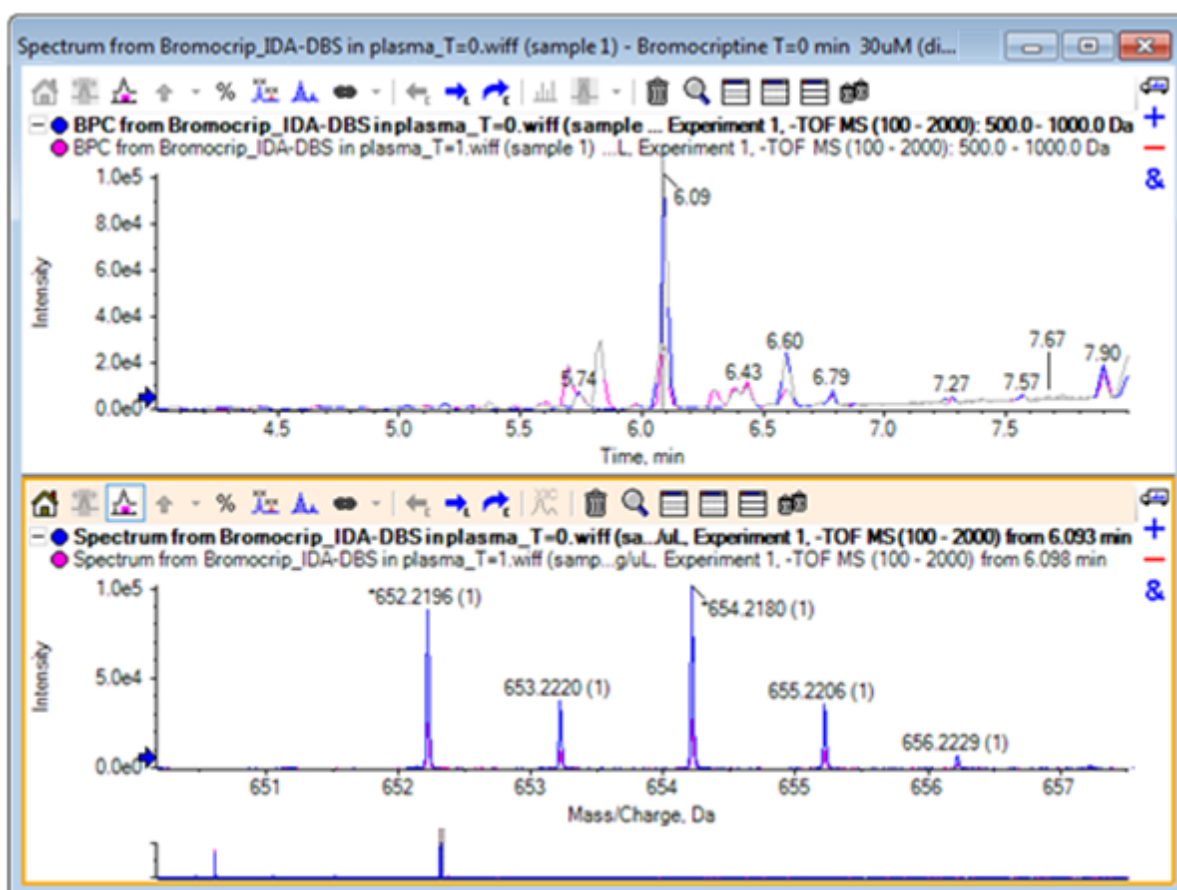 Spectrum from Bromocrip_IDA-DBS in plasma_T=0.wiff (sample 1) - Bromocriptine T=0 min 30uM (di...
%
BPC from Bromocrip_IDA-DBS in plasma_T=0.wiff (sample ... Experiment 1, -TOF MS (100 - 2000): 500.0 - 1000.0 Da
BPC from Bromocrip_IDA-DBS in plasma_T=1.wiff (sample 1) ...L, Experiment 1, -TOF MS (100 - 2000): 500.0 - 1000.0 Da
&
1.0e5
8.0e4
6.0e4
4.0e4
2.0e4
0.0e0
Intensity
5.74
6.09
6.43
6.60
6.79
7.27
7.57
7.67
7.90
4.5 5.0 5.5 6.0 6.5 7.0 7.5
Time, min
%
Spectrum from Bromocrip_IDA-DBS in plasma_T=0.wiff (sa.../uL, Experiment 1, -TOF MS (100 - 2000) from 6.093 min
Spectrum from Bromocrip_IDA-DBS in plasma_T=1.wiff (samp...g/uL, Experiment 1, -TOF MS (100 - 2000) from 6.098 min
&
1.0e5
5.0e4
0.0e0
Intensity
*652.2196 (1)
653.2220 (1)
*654.2180 (1)
655.2206 (1)
656.2229 (1)
651 652 653 654 655 656 657
Mass/Charge, Da